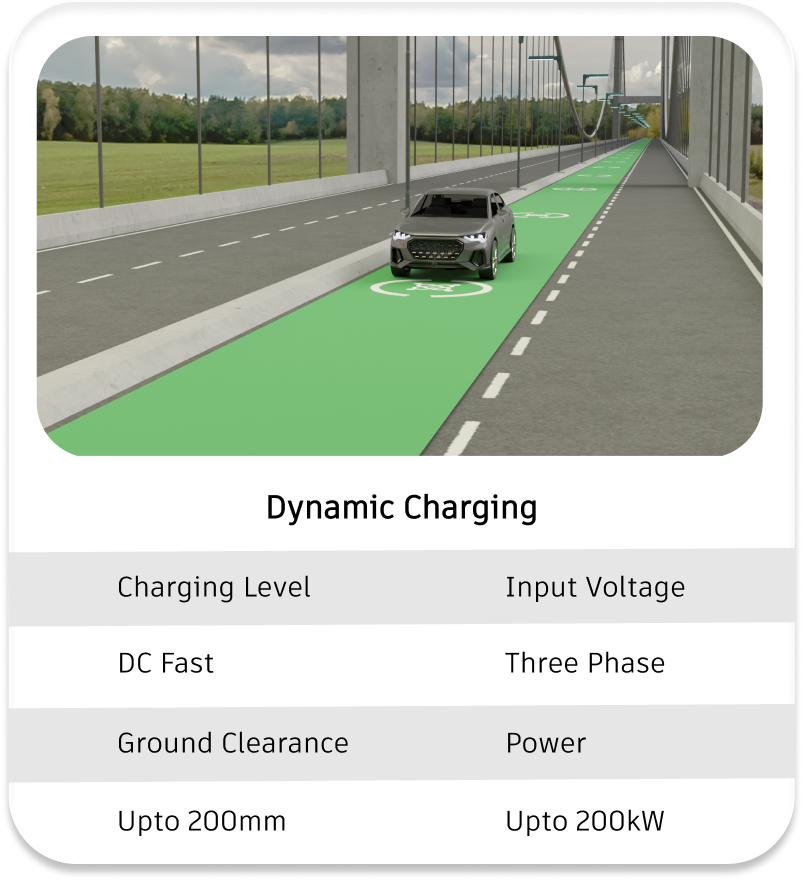 Dynamic Charging
Charging Level Input Voltage
DC Fast Three Phase
Ground Clearance Power
Upto 200mm Upto 200kW